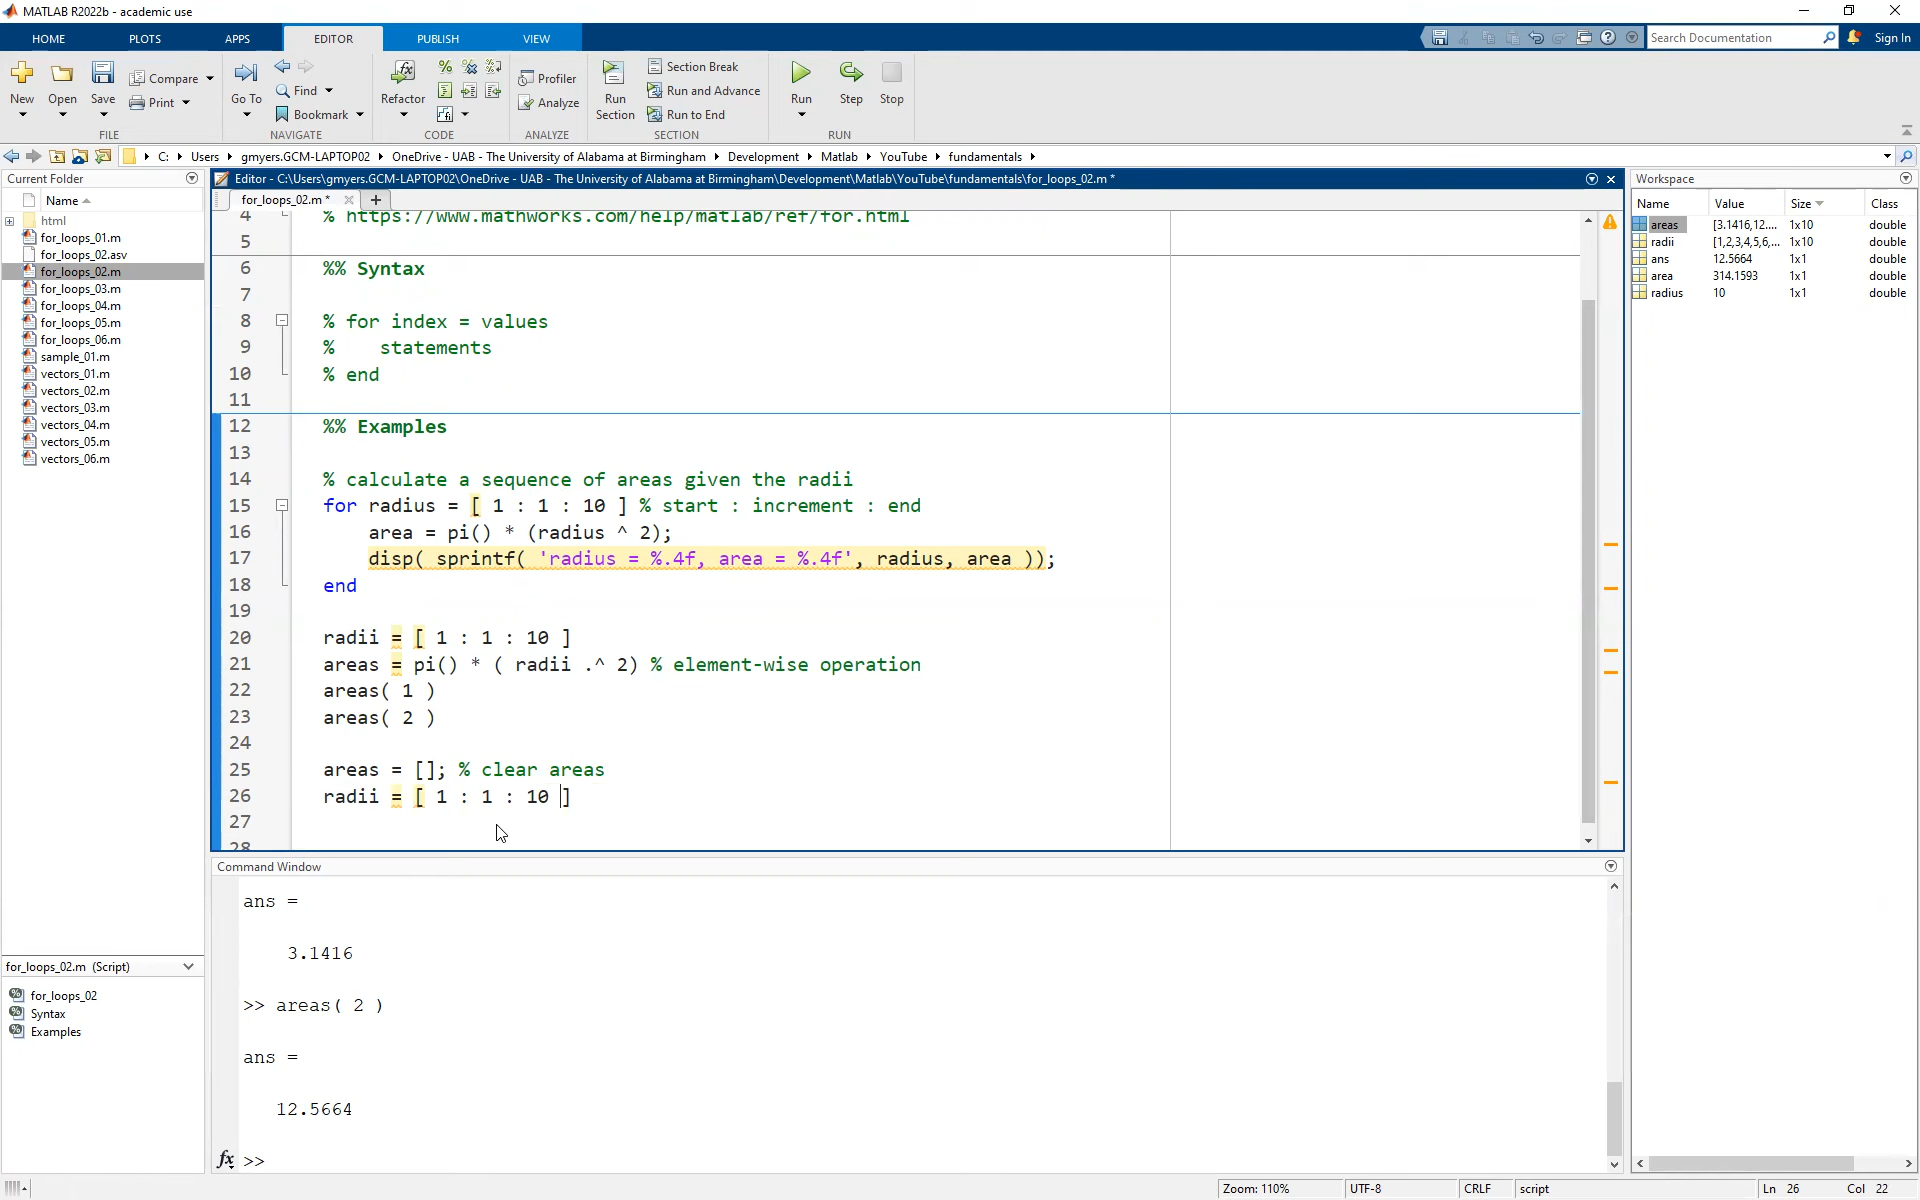 MATLAB R2022b - academic use
HOME PLOTS APPS EDITOR PUBLISH VIEW Search Documentation Sign In
New Open Save Compare Print Go To Find Bookmark Refactor Profiler Analyze Run Section Section Break Run and Advance Run to End Run Step Stop
FILE NAVIGATE CODE ANALYZE SECTION RUN
C: Users gmyers.GCM-LAPTOP02 OneDrive - UAB - The University of Alabama at Birmingham Development Matlab YouTube fundamentals
Current Folder
Name
html
for_loops_01.m
for_loops_02.asv
for_loops_02.m
for_loops_03.m
for_loops_04.m
for_loops_05.m
for_loops_06.m
sample_01.m
vectors_01.m
vectors_02.m
vectors_03.m
vectors_04.m
vectors_05.m
vectors_06.m
for_loops_02.m (Script)
for_loops_02
Syntax
Examples
Editor - C:\Users\gmyers.GCM-LAPTOP02\OneDrive - UAB - The University of Alabama at Birmingham\Development\Matlab\YouTube\fundamentals\for_loops_02.m *
for_loops_02.m *
4 % https://www.mathworks.com/help/matlab/ref/for.html
5
6 %% Syntax
7
8 % for index = values
9 %    statements
10 % end
11
12 %% Examples
13
14 % calculate a sequence of areas given the radii
15 for radius = [ 1 : 1 : 10 ] % start : increment : end
16     area = pi() * (radius ^ 2);
17     disp( sprintf( 'radius = %.4f, area = %.4f', radius, area ));
18 end
19
20 radii = [ 1 : 1 : 10 ]
21 areas = pi() * ( radii .^ 2) % element-wise operation
22 areas( 1 )
23 areas( 2 )
24
25 areas = []; % clear areas
26 radii = [ 1 : 1 : 10 ]
27
28
Command Window
ans =
3.1416
>> areas( 2 )
ans =
12.5664
fx >>
Workspace
Name Value Size Class
areas [3.1416,12.... 1x10 double
radii [1,2,3,4,5,6,... 1x10 double
ans 12.5664 1x1 double
area 314.1593 1x1 double
radius 10 1x1 double
Zoom: 110% UTF-8 CRLF script Ln 26 Col 22